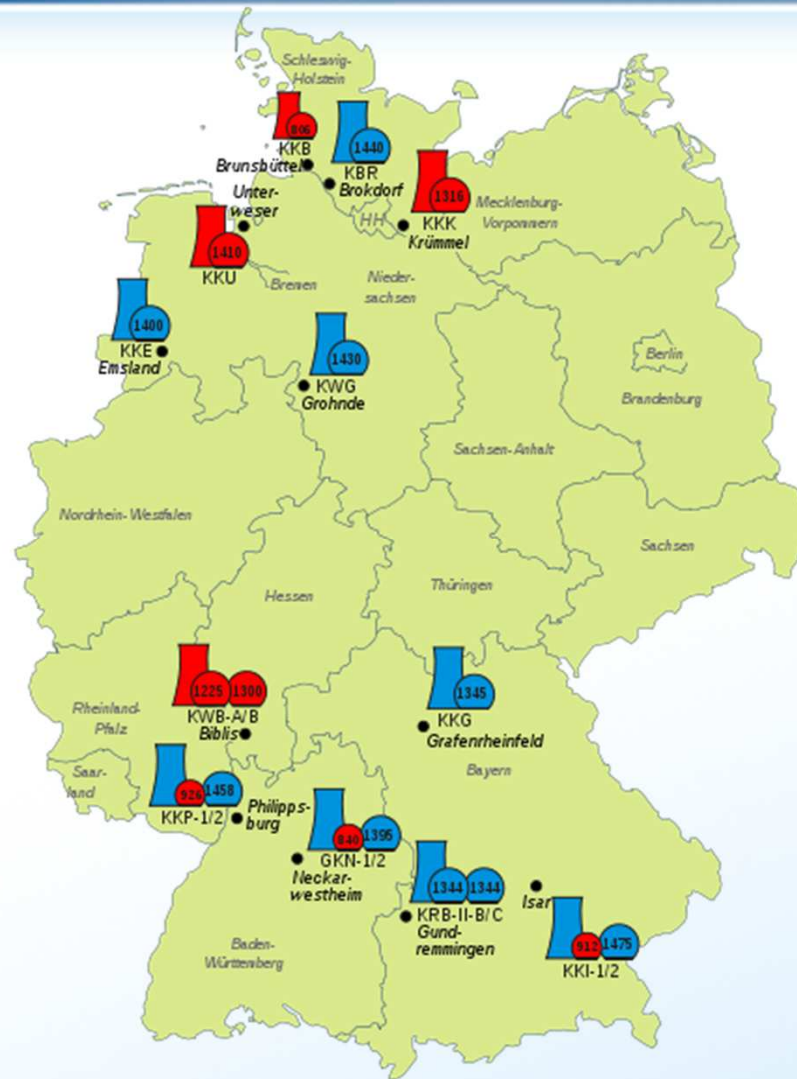 Schleswig-
Holstein
806
KKB
Brunsbüttel
1440
KBR
Brokdorf
1316
KKK
Krümmel
Mecklenburg-
Vorpommern
Unter-
weser
HH
1410
KKU
Bremen
Nieder-
sachsen
1400
KKE
Emsland
1430
KWG
Grohnde
Berlin
Brandenburg
Sachsen-Anhalt
Nordrhein-Westfalen
Sachsen
Hessen
Thüringen
1225 1300
KWB-A/B
Biblis
1345
KKG
Grafenrheinfeld
Rheinland-
Pfalz
Bayern
Saar-
land
926 1458
KKP-1/2
Philipps-
burg
840 1395
GKN-1/2
Neckar-
westheim
1344 1344
KRB-II-B/C
Gund-
remmingen
Isar
912 1475
KKI-1/2
Baden-
Württemberg